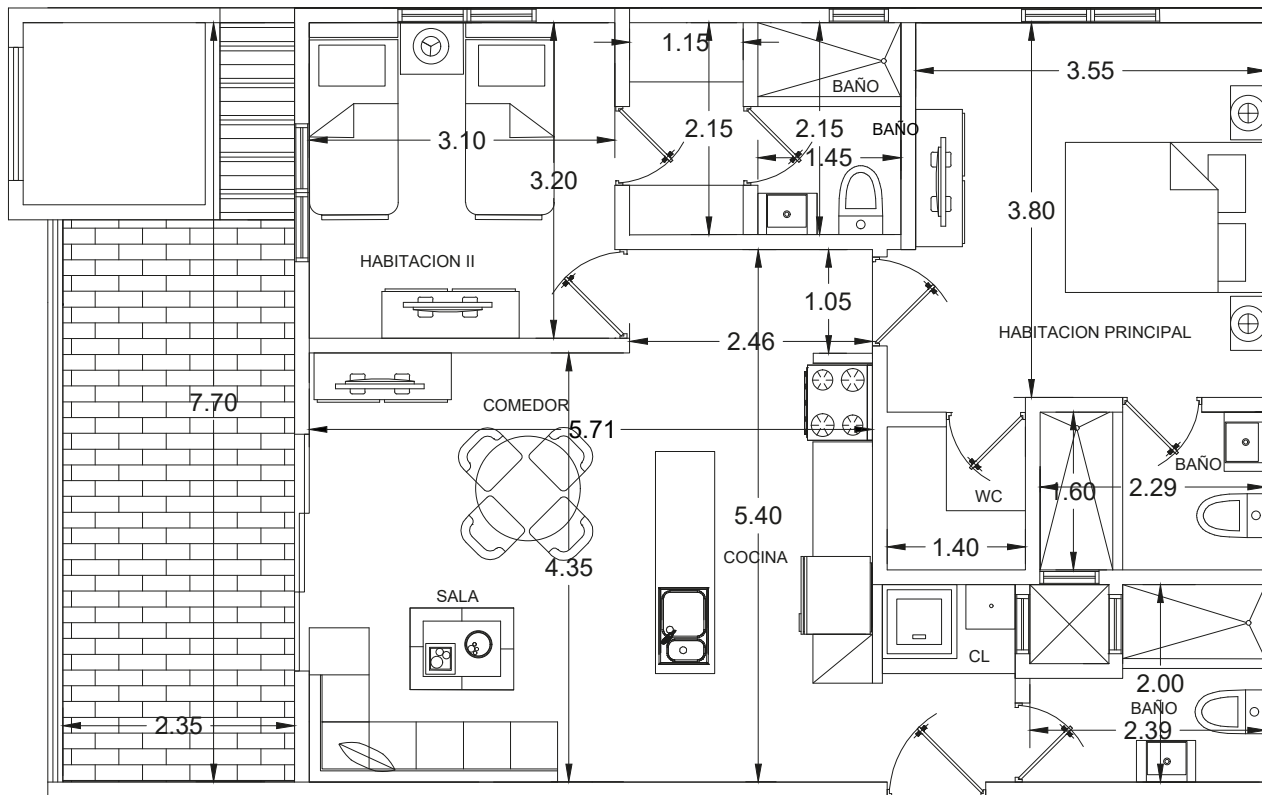 1.15
3.55
BAÑO
2.15
2.15
BAÑO
3.10
1.45
3.20
3.80
HABITACION II
1.05
HABITACION PRINCIPAL
2.46
7.70
COMEDOR
5.71
BAÑO
WC
1.60
2.29
5.40
COCINA
1.40
4.35
SALA
CL
2.00
BAÑO
2.35
2.39